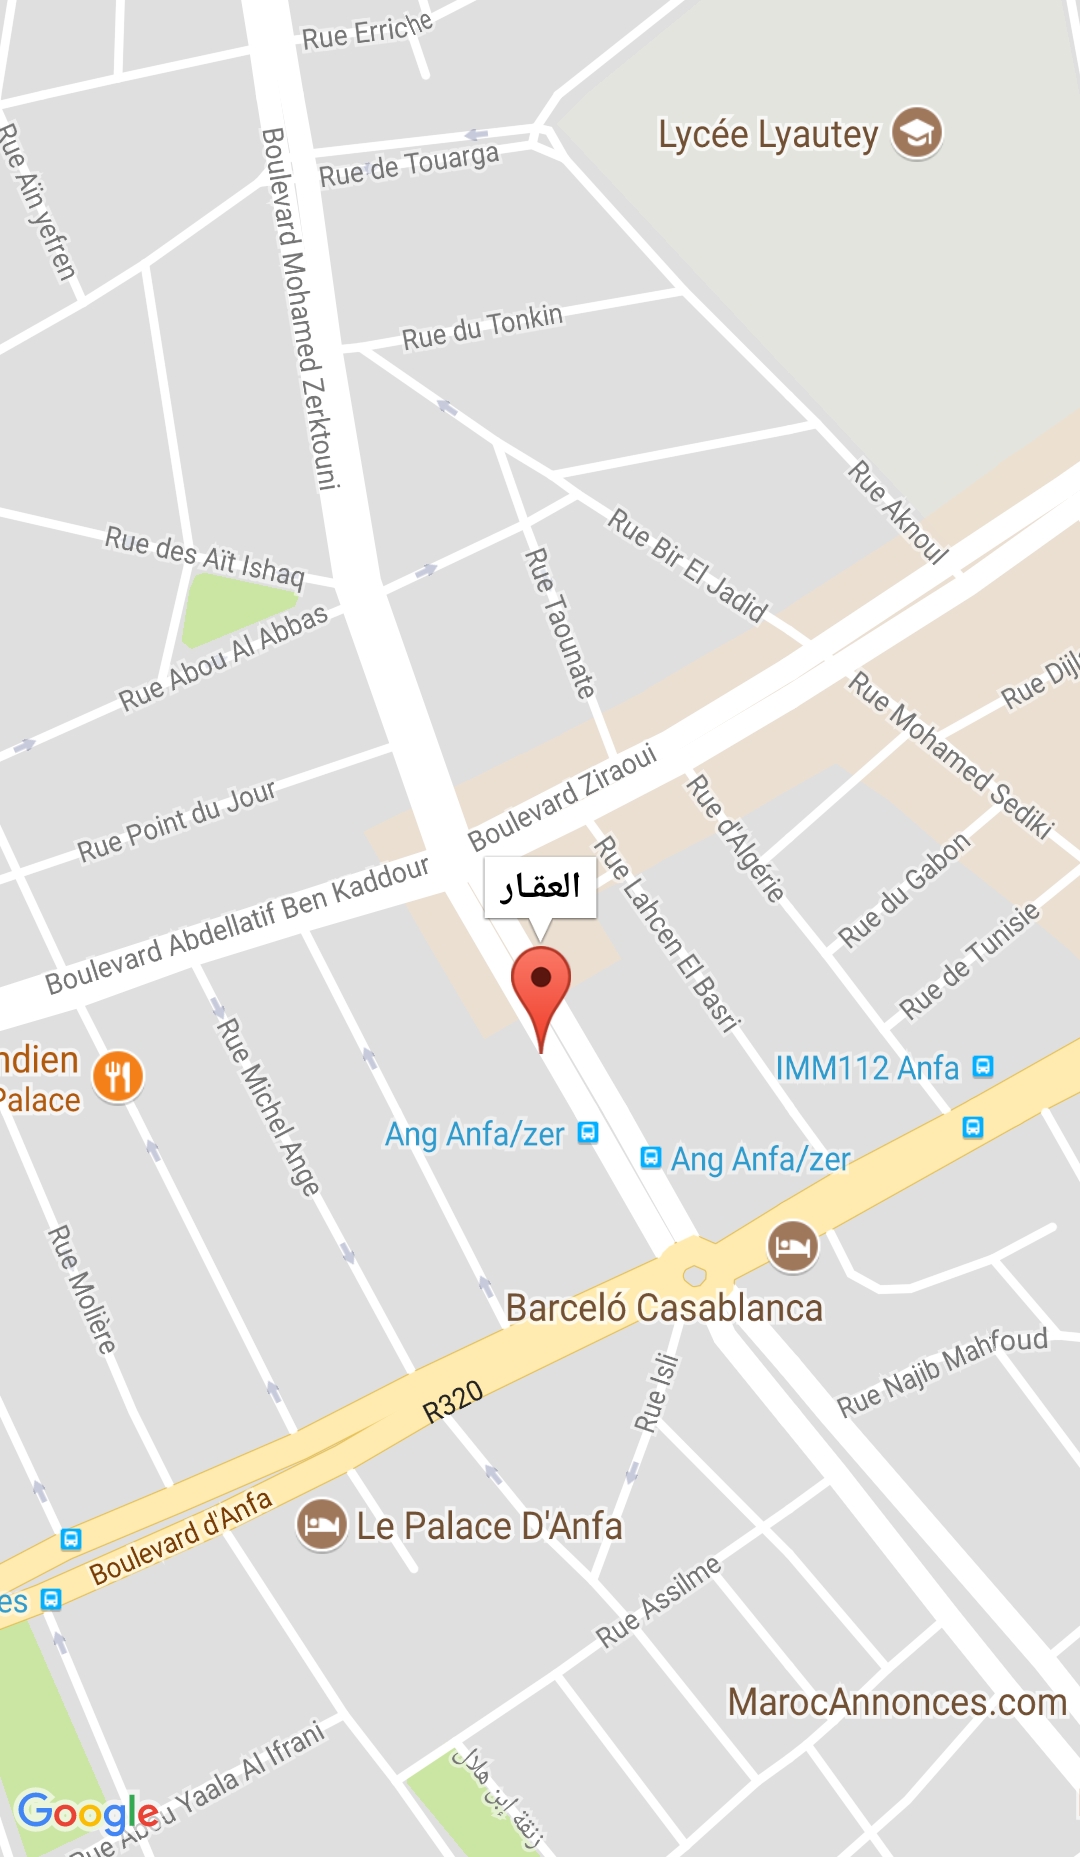 Rue Erriche
Lycée Lyautey
Rue de Touarga
Rue Aïn yefren
Boulevard Mohamed Zerktouni
Rue du Tonkin
Rue Aknoul
Rue des Aït Ishaq
Rue Bir El Jadid
Rue Taounate
Rue Abou Al Abbas
Rue Mohamed Sediki
Boulevard Ziraoui
Rue Point du Jour
Rue d'Algérie
Rue du Gabon
Rue Lahcen El Basri
Boulevard Abdellatif Ben Kaddour
العقار
Rue de Tunisie
ndien
Palace
Rue Michel Ange
IMM112 Anfa
Ang Anfa/zer
Ang Anfa/zer
Rue Molière
Barceló Casablanca
Rue Najib Mahfoud
Rue Isli
R320
Le Palace D'Anfa
Boulevard d'Anfa
es
Rue Assilme
MarocAnnonces.com
Rue Abou Yaala Al Ifrani
زنقة إبن هلال
Google